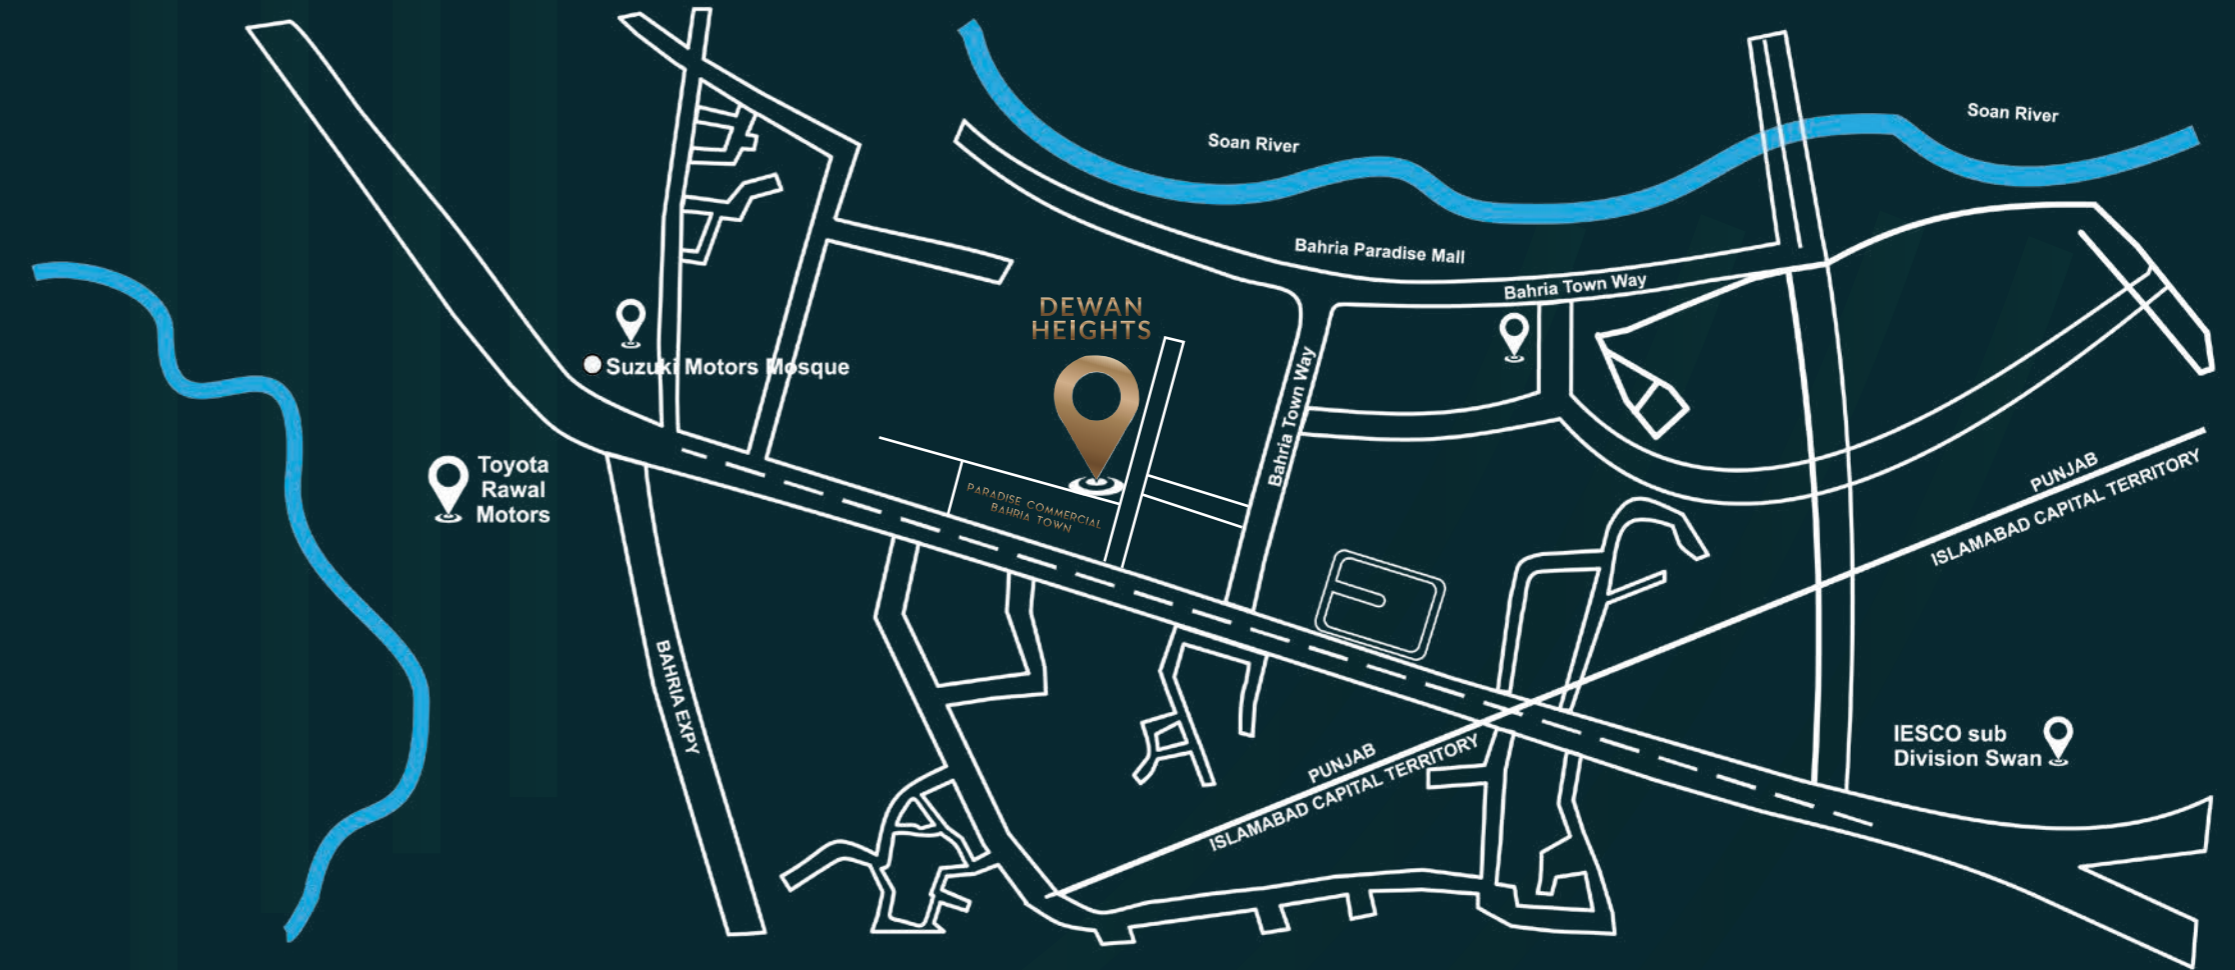 Soan River
Soan River
Bahria Paradise Mall
Bahria Town Way
DEWAN
HEIGHTS
Suzuki Motors Mosque
Bahria Town Way
Toyota
Rawal
Motors
PARADISE COMMERCIAL
BAHRIA TOWN
PUNJAB
ISLAMABAD CAPITAL TERRITORY
BAHRIA EXPY
IESCO sub
Division Swan
PUNJAB
ISLAMABAD CAPITAL TERRITORY